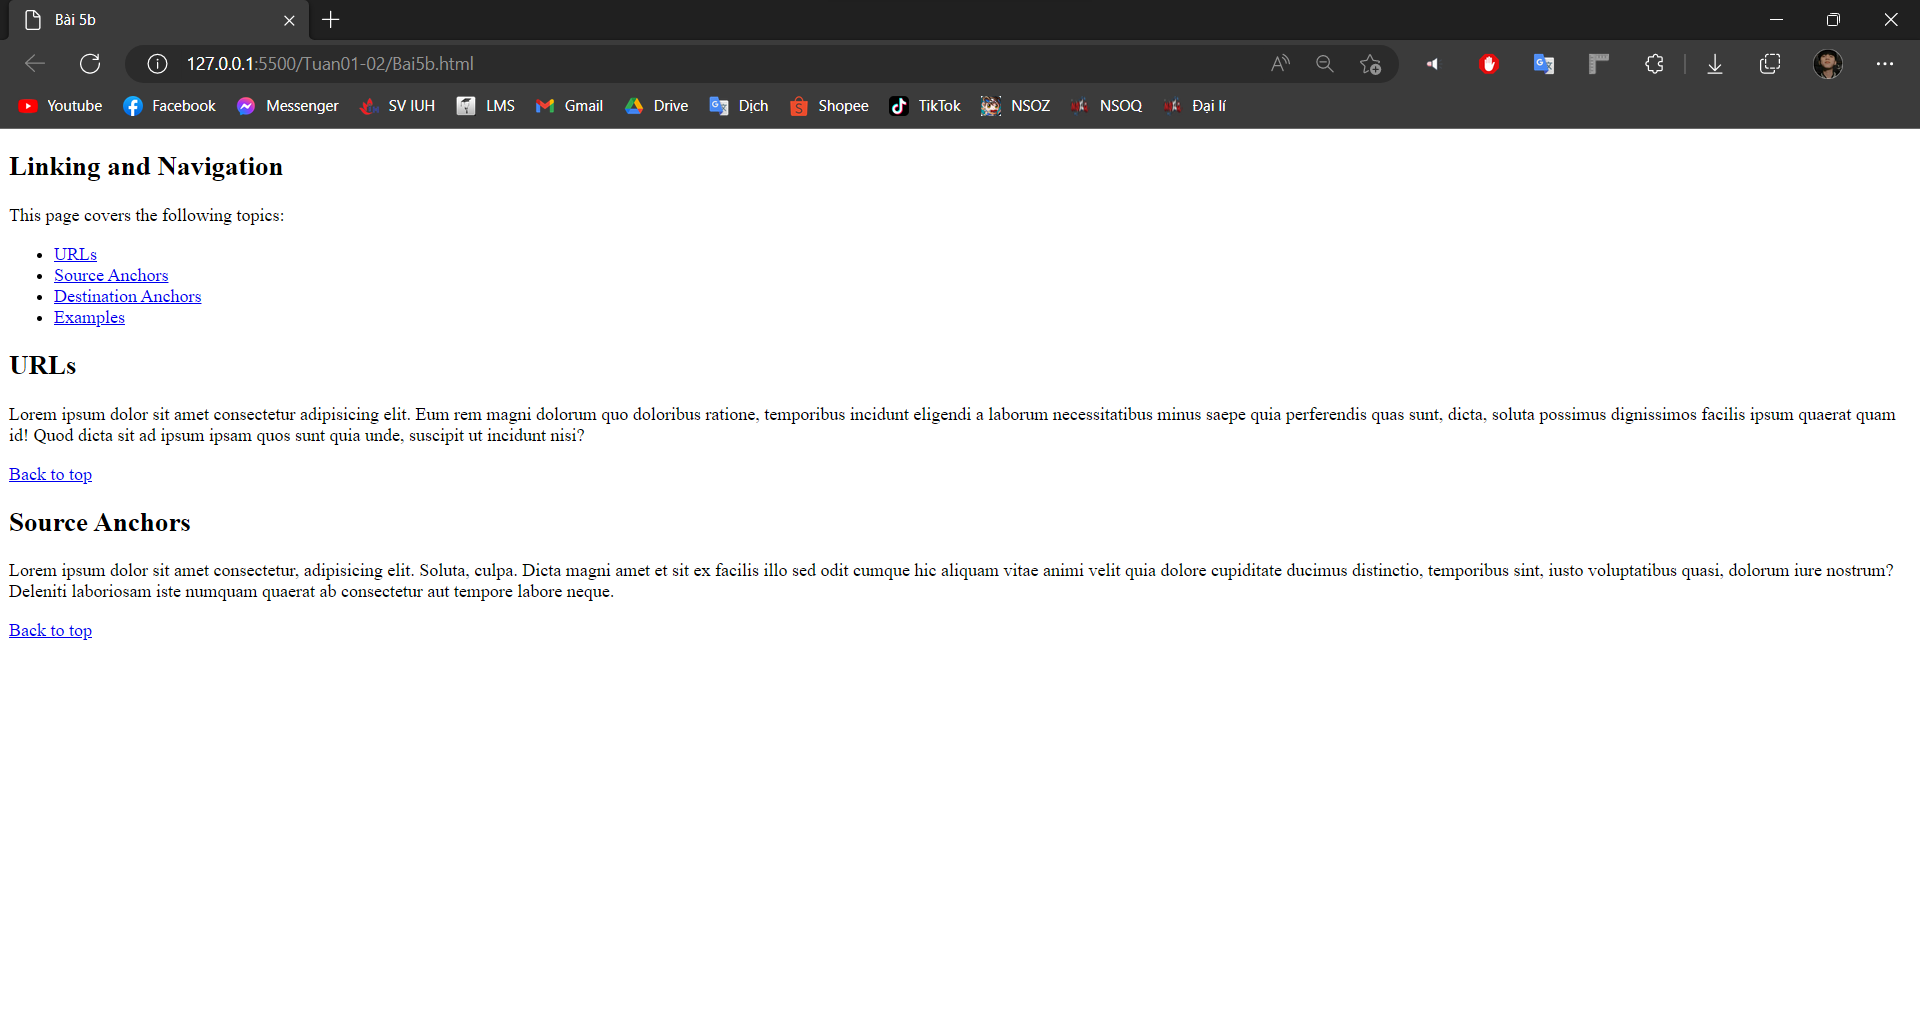 Bài 5b
127.0.0.1:5500/Tuan01-02/Bai5b.html
Youtube Facebook Messenger SV IUH LMS Gmail Drive Dịch Shopee TikTok NSOZ NSOQ Đại lí
Linking and Navigation
This page covers the following topics:
URLs
Source Anchors
Destination Anchors
Examples
URLs
Lorem ipsum dolor sit amet consectetur adipisicing elit. Eum rem magni dolorum quo doloribus ratione, temporibus incidunt eligendi a laborum necessitatibus minus saepe quia perferendis quas sunt, dicta, soluta possimus dignissimos facilis ipsum quaerat quam
id! Quod dicta sit ad ipsum ipsam quos sunt quia unde, suscipit ut incidunt nisi?
Back to top
Source Anchors
Lorem ipsum dolor sit amet consectetur, adipisicing elit. Soluta, culpa. Dicta magni amet et sit ex facilis illo sed odit cumque hic aliquam vitae animi velit quia dolore cupiditate ducimus distinctio, temporibus sint, iusto voluptatibus quasi, dolorum iure nostrum?
Deleniti laboriosam iste numquam quaerat ab consectetur aut tempore labore neque.
Back to top